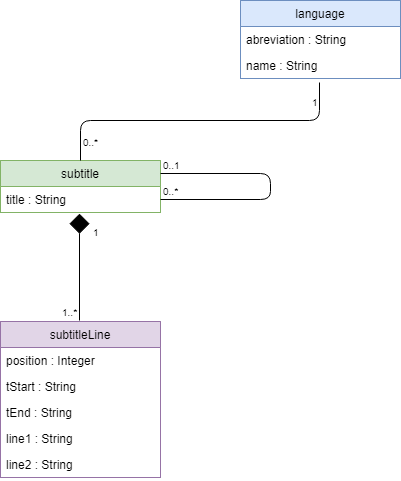 language
abreviation : String
name : String
1
0..*
subtitle
0..1
title : String
0..*
1
1..*
subtitleLine
position : Integer
tStart : String
tEnd : String
line1 : String
line2 : String